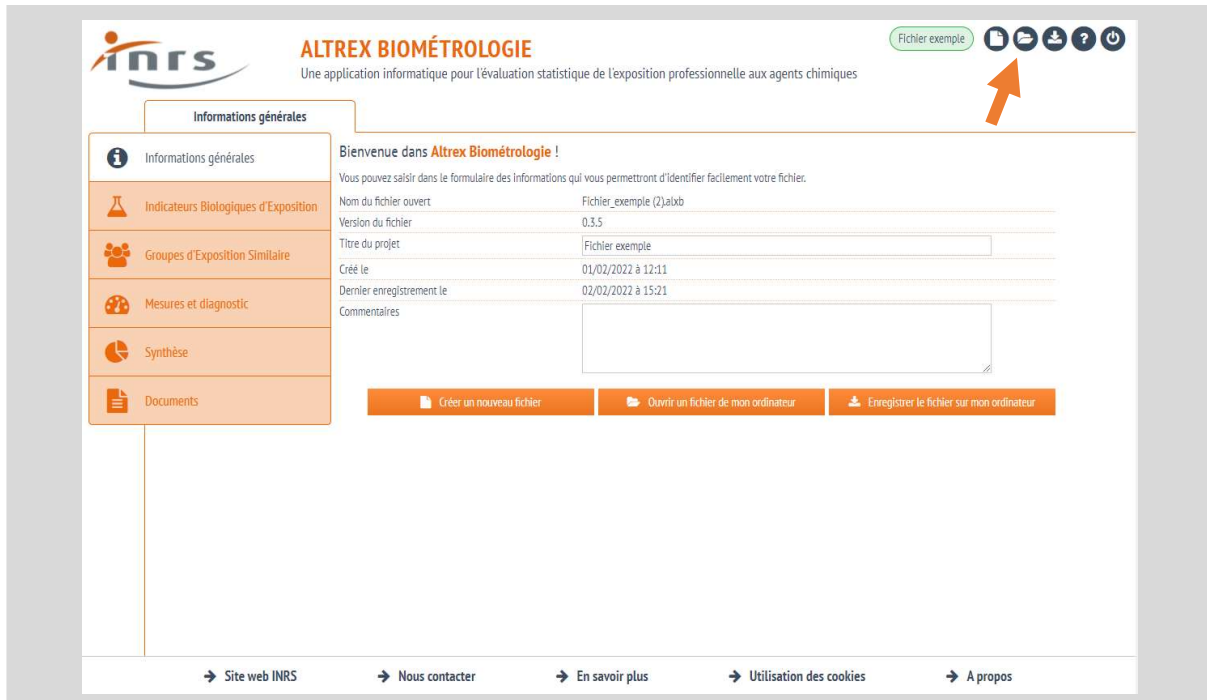 inrs
ALTREX BIOMÉTROLOGIE
Une application informatique pour l'évaluation statistique de l'exposition professionnelle aux agents chimiques
Fichier exemple
?
Informations générales
Informations générales
Indicateurs Biologiques d'Exposition
Groupes d'Exposition Similaire
Mesures et diagnostic
Synthèse
Documents
Bienvenue dans Altrex Biométrologie !
Vous pouvez saisir dans le formulaire des informations qui vous permettront d'identifier facilement votre fichier.
Nom du fichier ouvert Fichier_exemple (2).alxb
Version du fichier 0.3.5
Titre du projet Fichier exemple
Créé le 01/02/2022 à 12:11
Dernier enregistrement le 02/02/2022 à 15:21
Commentaires
Créer un nouveau fichier Ouvrir un fichier de mon ordinateur Enregistrer le fichier sur mon ordinateur
Site web INRS Nous contacter En savoir plus Utilisation des cookies A propos